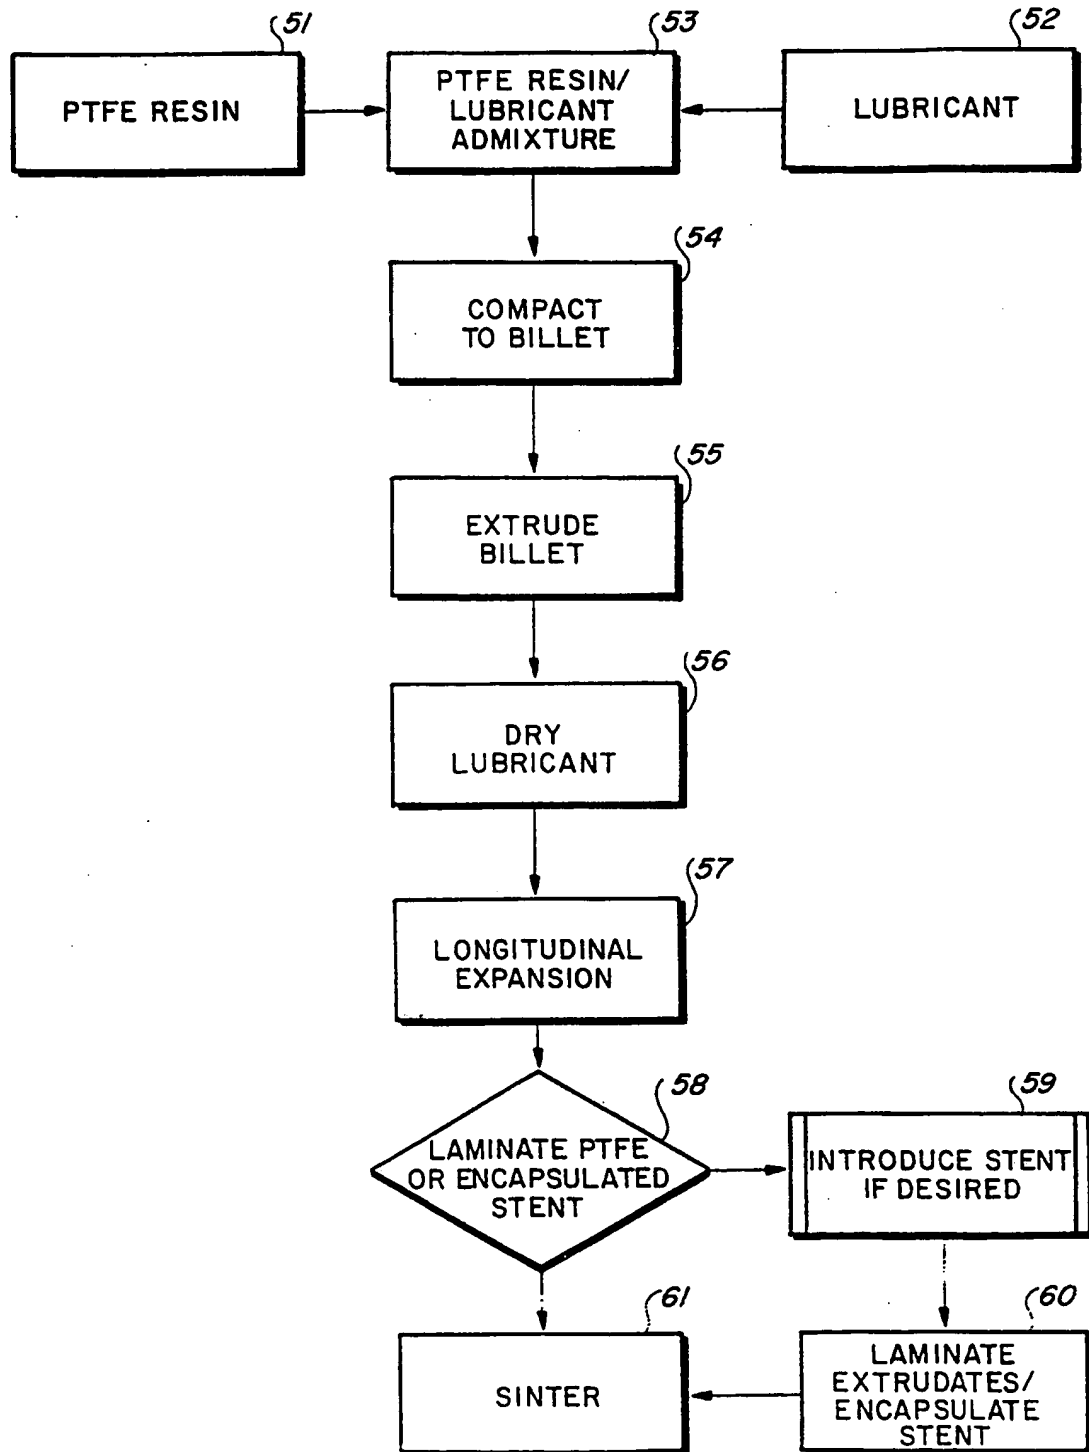 51
53
52
PTFE RESIN
PTFE RESIN/
LUBRICANT
ADMIXTURE
LUBRICANT
54
COMPACT
TO BILLET
55
EXTRUDE
BILLET
56
DRY
LUBRICANT
57
LONGITUDINAL
EXPANSION
58
LAMINATE PTFE
OR ENCAPSULATED
STENT
59
INTRODUCE STENT
IF DESIRED
61
SINTER
60
LAMINATE
EXTRUDATES/
ENCAPSULATE
STENT